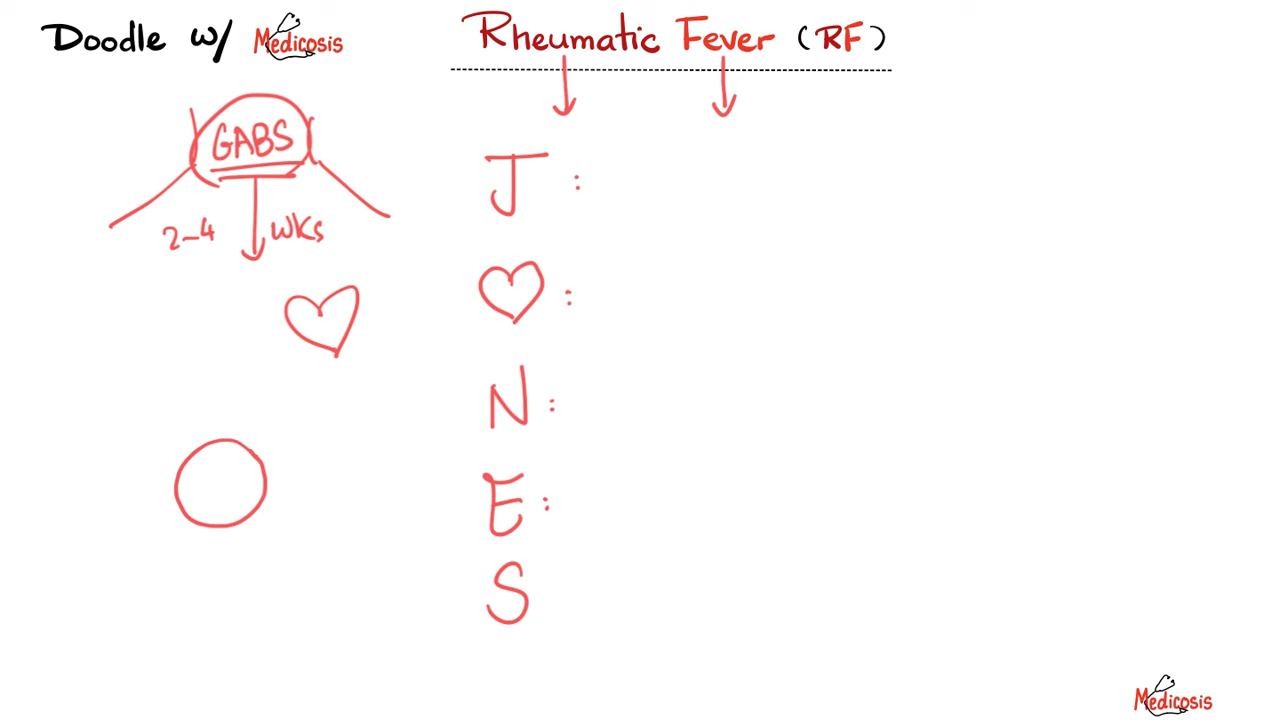 Doodle w/ Medicosis
Rheumatic Fever (RF)
GABS
2-4 wks
J :
♡ :
N :
E :
S
Medicosis